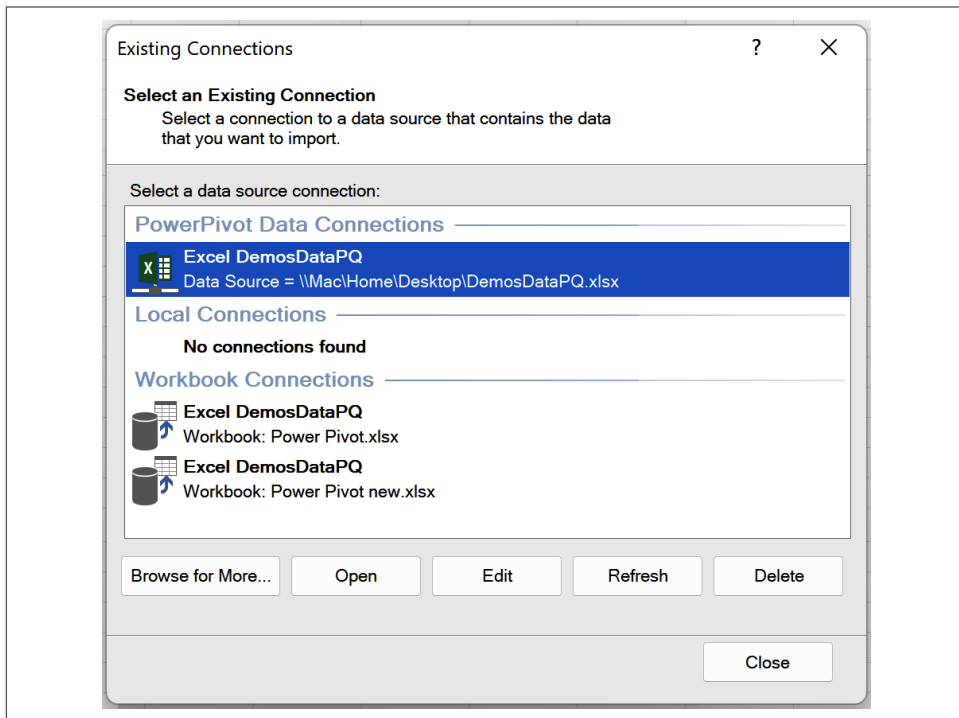 Existing Connections ?
Select an Existing Connection
Select a connection to a data source that contains the data
that you want to import.
Select a data source connection:
PowerPivot Data Connections
X
Excel DemosDataPQ
Data Source = \\Mac\Home\Desktop\DemosDataPQ.xlsx
Local Connections
No connections found
Workbook Connections
Excel DemosDataPQ
Workbook: Power Pivot.xlsx
Excel DemosDataPQ
Workbook: Power Pivot new.xlsx
Browse for More... Open Edit Refresh Delete
Close